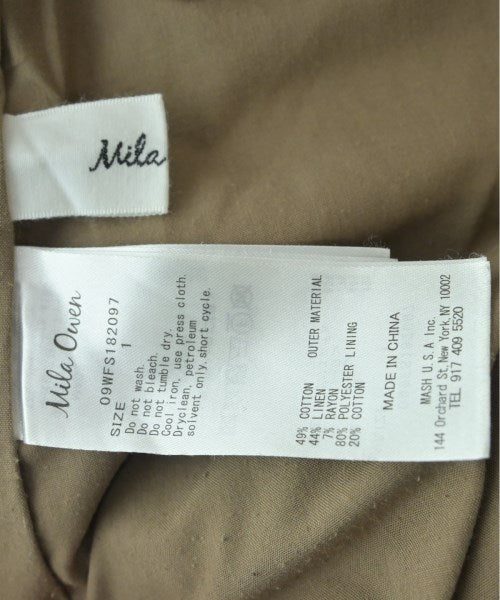 Mila
Mila Owen
09WFS182097
SIZE 1
Do not wash.
Do not bleach.
Do not tumble dry.
Cool iron, use press cloth.
Dryclean, petroleum
solvent only.short cycle.
OUTER MATERIAL
49% COTTON
44% LINEN
7% RAYON
80% POLYESTER LINING
20% COTTON
MADE IN CHINA
MASH U.S.A Inc.
144 Orchard St, New York, NY 10002
TEL 917 409 5520